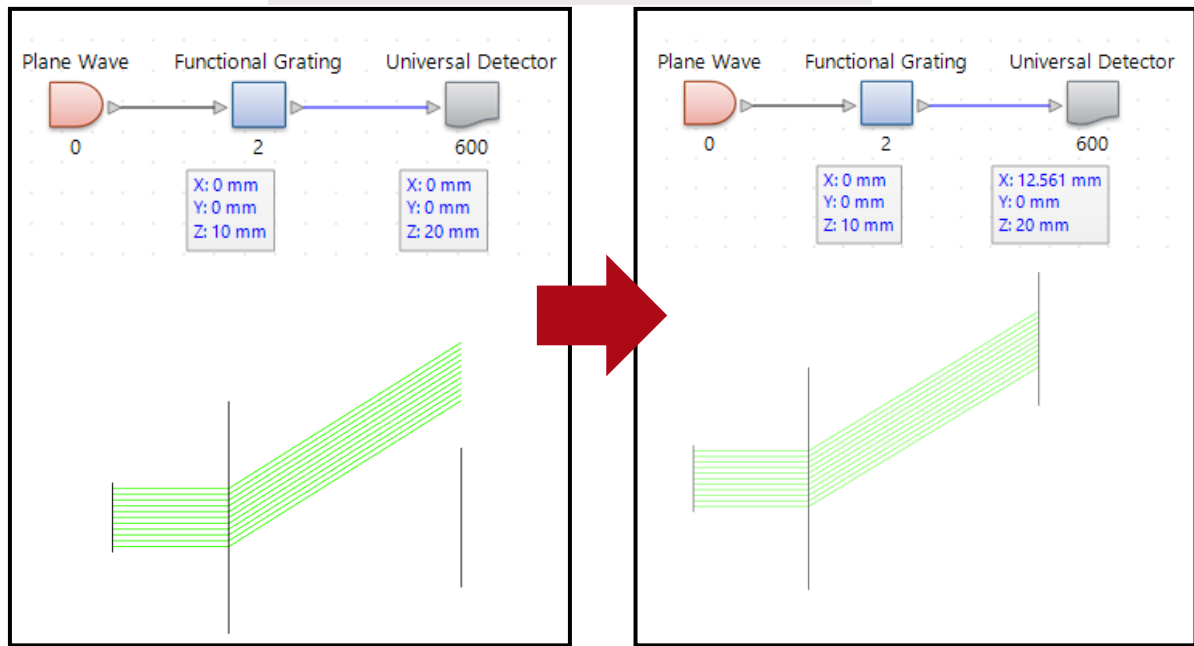 Plane Wave
Functional Grating
Universal Detector
0
2
600
X: 0 mm
Y: 0 mm
Z: 10 mm
X: 0 mm
Y: 0 mm
Z: 20 mm
Plane Wave
Functional Grating
Universal Detector
0
2
600
X: 0 mm
Y: 0 mm
Z: 10 mm
X: 12.561 mm
Y: 0 mm
Z: 20 mm